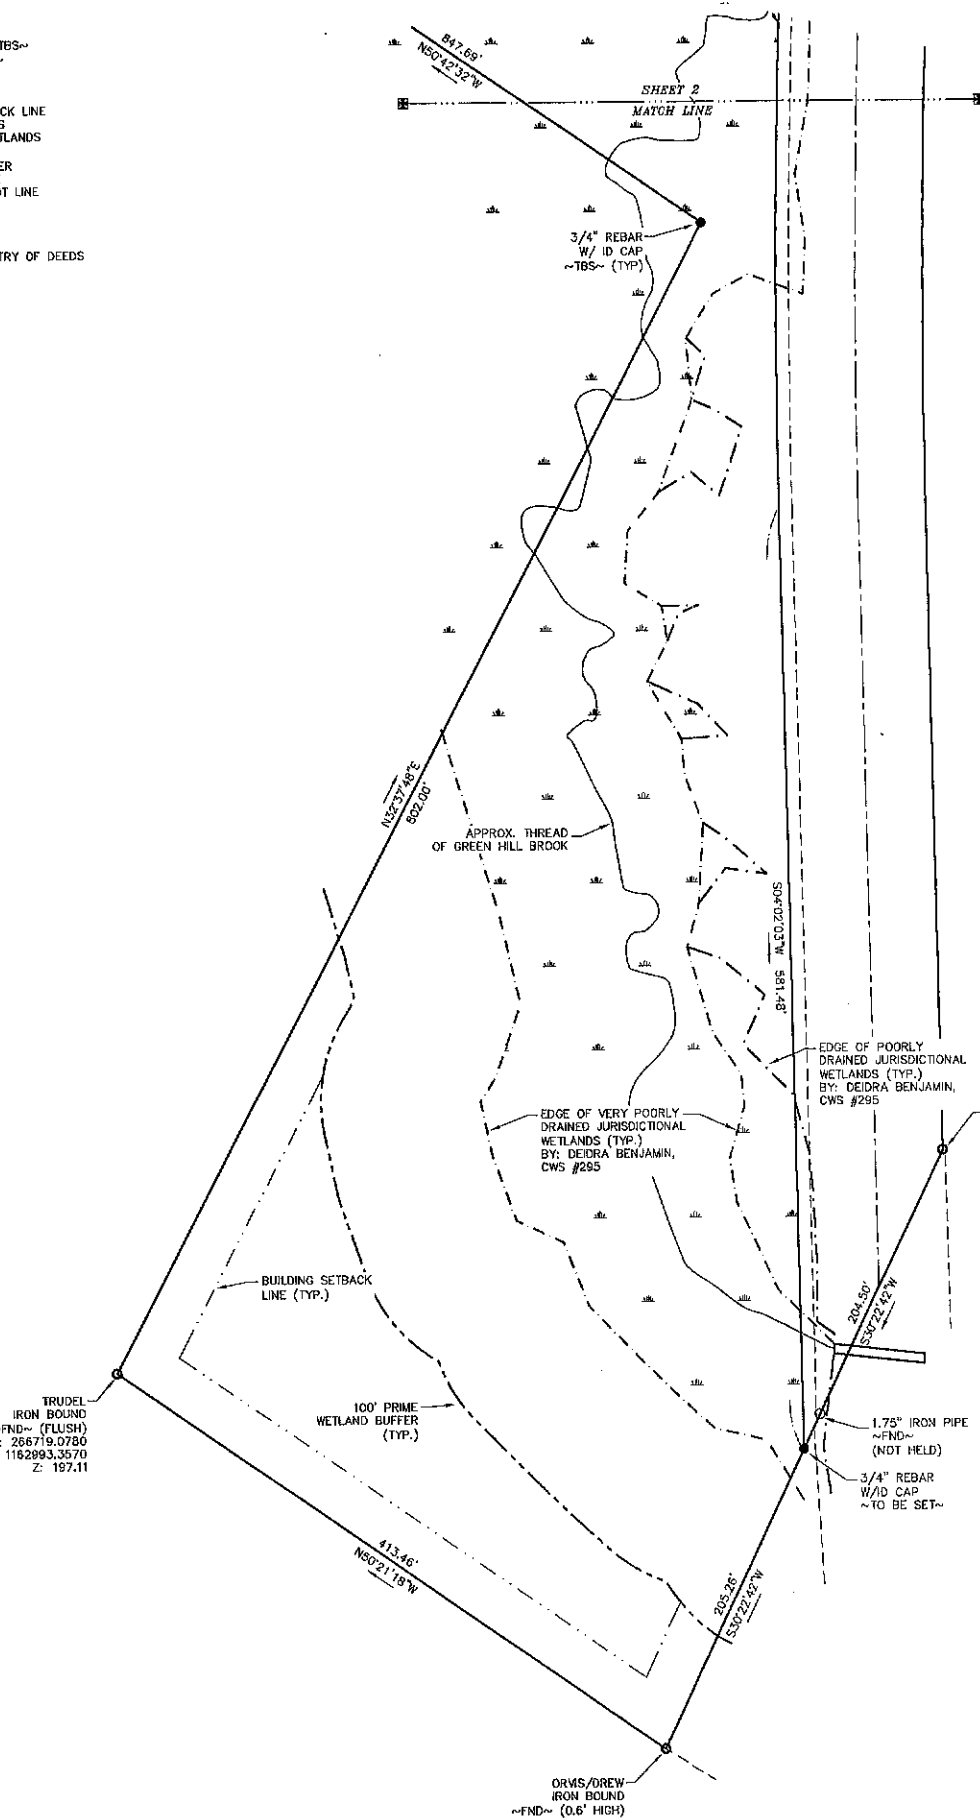 TBS~
CK LINE
S
TLANDS
ER
T LINE
TRY OF DEEDS
847.69'
N50°42'32"W
SHEET 2
MATCH LINE
3/4" REBAR
W/ ID CAP
~TBS~ (TYP)
N32°37'48"E
802.00'
APPROX. THREAD
OF GREEN HILL BROOK
S04°02'03"W 581.48'
EDGE OF POORLY
DRAINED JURISDICTIONAL
WETLANDS (TYP.)
BY: DEIDRA BENJAMIN,
CWS #295
EDGE OF VERY POORLY
DRAINED JURISDICTIONAL
WETLANDS (TYP.)
BY: DEIDRA BENJAMIN,
CWS #295
BUILDING SETBACK
LINE (TYP.)
204.50'
S30°22'42"W
TRUDEL
IRON BOUND
~FND~ (FLUSH)
: 266719.0780
1162993.3570
Z: 197.11
100' PRIME
WETLAND BUFFER
(TYP.)
1.75" IRON PIPE
~FND~
(NOT HELD)
3/4" REBAR
W/ID CAP
~TO BE SET~
413.46'
N50°21'18"W
205.26'
S30°22'42"W
ORMS/DREW
IRON BOUND
~FND~ (0.6' HIGH)